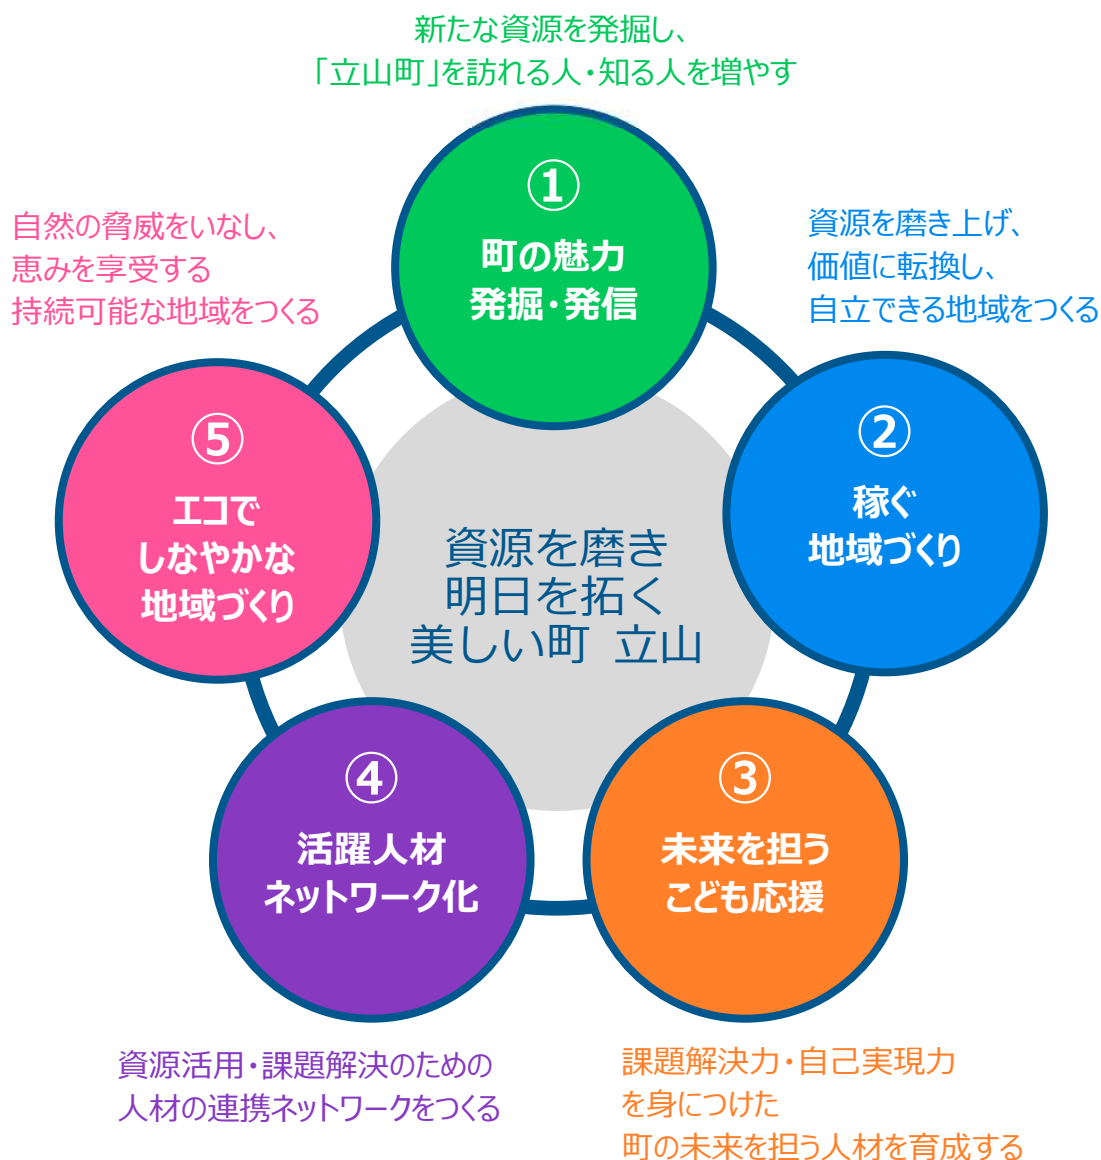 新たな資源を発掘し、
「立山町」を訪れる人・知る人を増やす
①
町の魅力
発掘・発信
資源を磨き上げ、
価値に転換し、
自立できる地域をつくる
②
稼ぐ
地域づくり
③
未来を担う
こども応援
課題解決力・自己実現力
を身につけた
町の未来を担う人材を育成する
④
活躍人材
ネットワーク化
資源活用・課題解決のための
人材の連携ネットワークをつくる
自然の脅威をいなし、
恵みを享受する
持続可能な地域をつくる
⑤
エコで
しなやかな
地域づくり
資源を磨き
明日を拓く
美しい町 立山